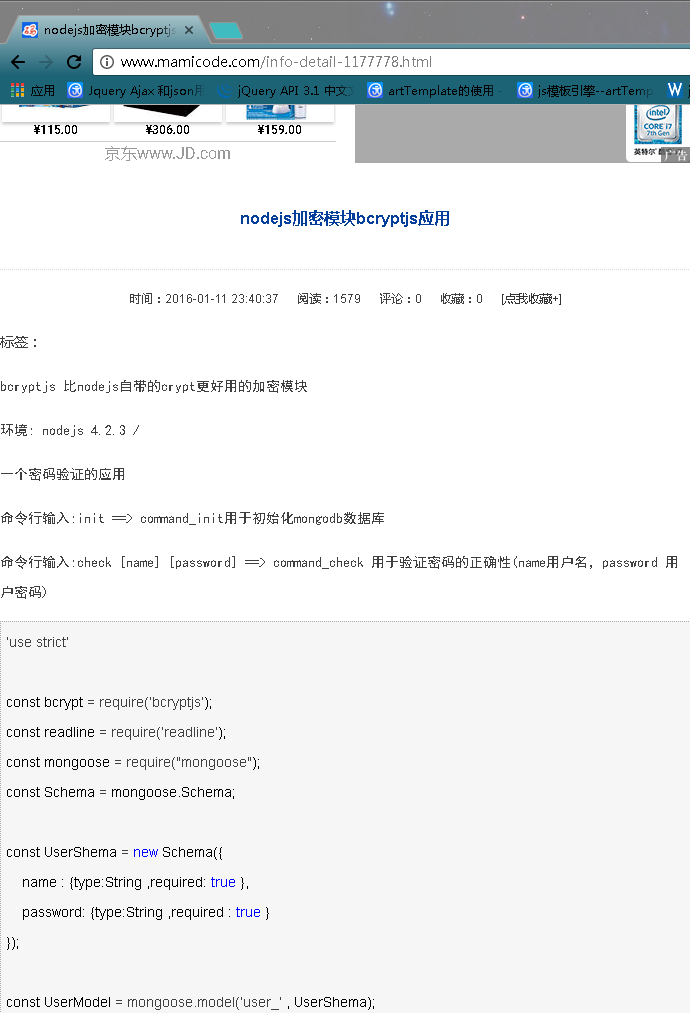 nodejs加密模块bcryptjs
www.mamicode.com/info-detail-1177778.html
应用 Jquery Ajax 和json用 jQuery API 3.1 中文 artTemplate的使用 js模板引擎--artTemp
¥115.00 ¥306.00 ¥159.00
京东www.JD.com
intel
CORE i7
7th Gen
英特尔
广告
nodejs加密模块bcryptjs应用
时间：2016-01-11 23:40:37 阅读：1579 评论：0 收藏：0 [点我收藏+]
标签：
bcryptjs 比nodejs自带的crypt更好用的加密模块
环境: nodejs 4.2.3 /
一个密码验证的应用
命令行输入:init ==> command_init用于初始化mongodb数据库
命令行输入:check [name] [password] ==> command_check 用于验证密码的正确性(name用户名, password 用
户密码)
'use strict'
const bcrypt = require('bcryptjs');
const readline = require('readline');
const mongoose = require("mongoose");
const Schema = mongoose.Schema;
const UserShema = new Schema({
name : {type:String ,required: true },
password: {type:String ,required : true }
});
const UserModel = mongoose.model('user_' , UserShema);